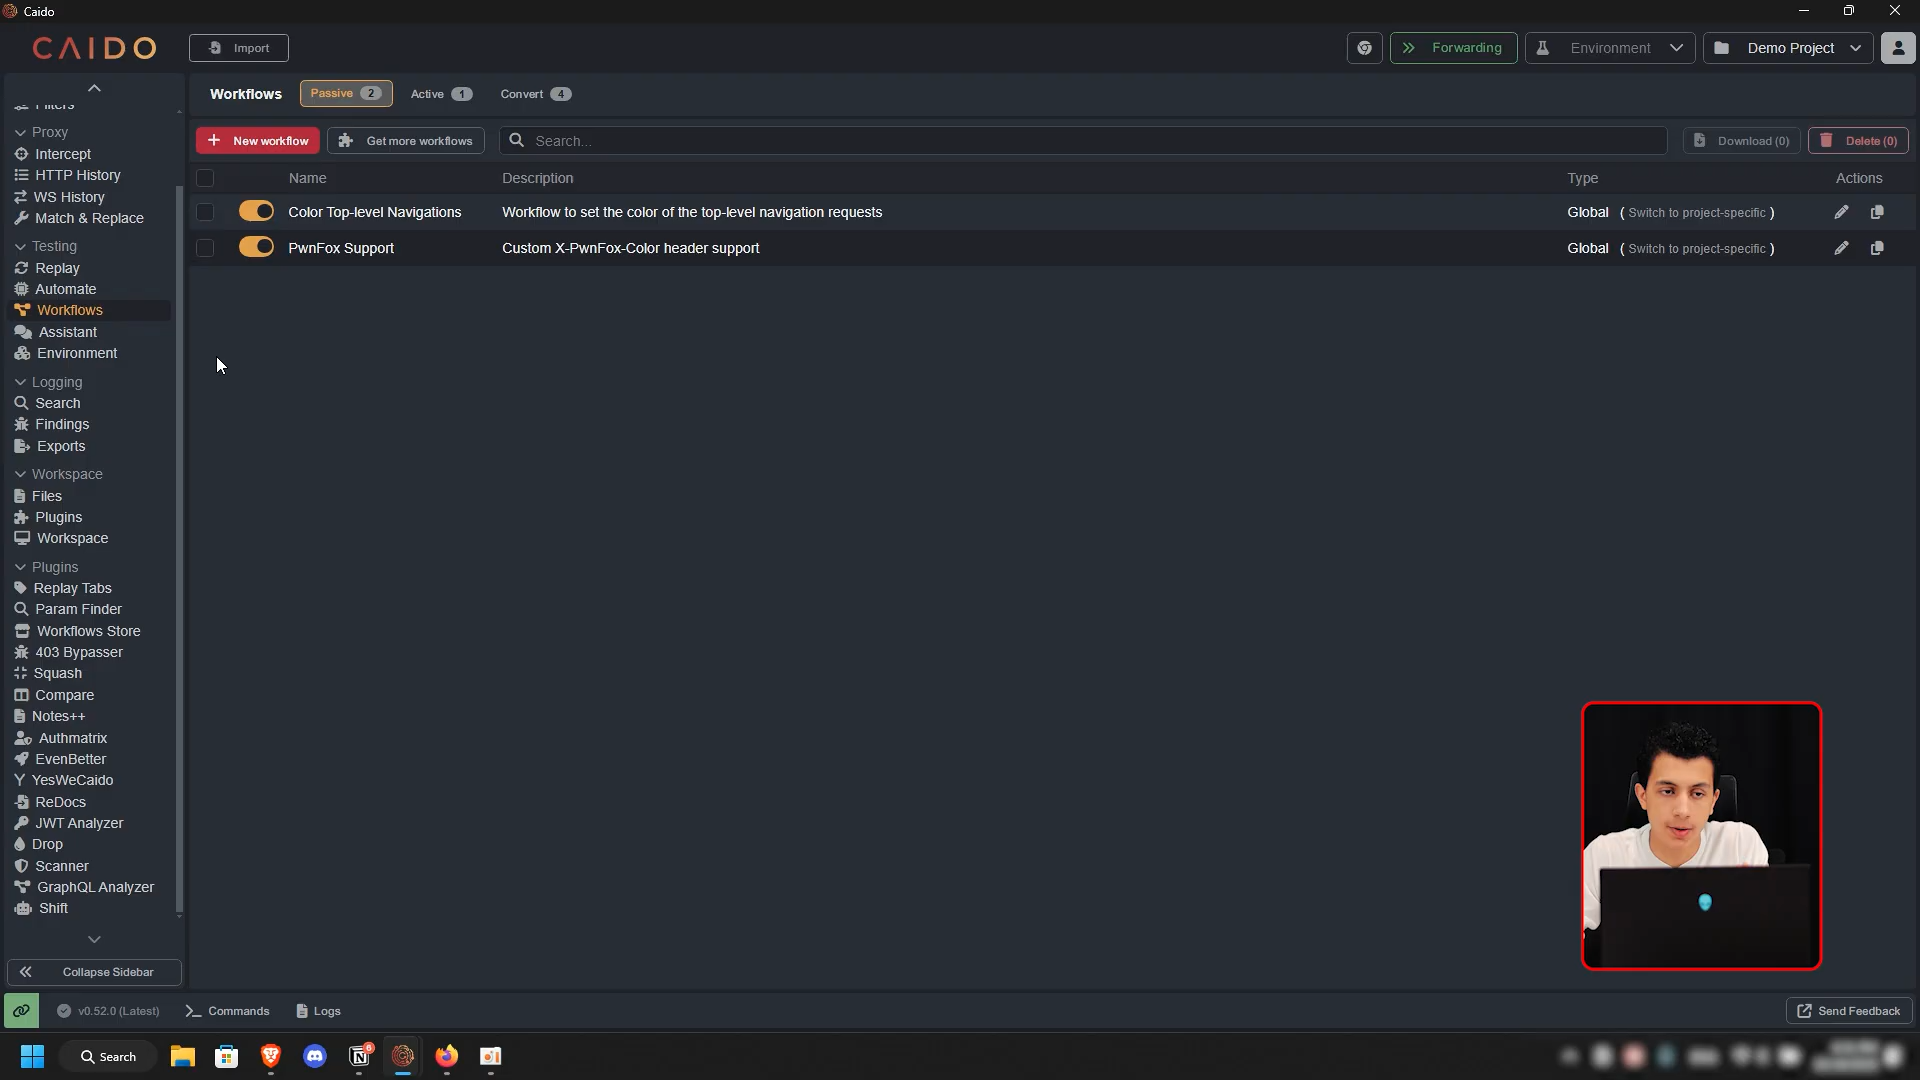 Caido
CAIDO
Import
Forwarding
Environment
Demo Project
Filters
Proxy
Intercept
HTTP History
WS History
Match & Replace
Testing
Replay
Automate
Workflows
Assistant
Environment
Logging
Search
Findings
Exports
Workspace
Files
Plugins
Workspace
Plugins
Replay Tabs
Param Finder
Workflows Store
403 Bypasser
Squash
Compare
Notes++
Authmatrix
EvenBetter
YesWeCaido
ReDocs
JWT Analyzer
Drop
Scanner
GraphQL Analyzer
Shift
Collapse Sidebar
Workflows
Passive 2
Active 1
Convert 4
New workflow
Get more workflows
Search...
Download (0)
Delete (0)
Name Description Type Actions
Color Top-level Navigations Workflow to set the color of the top-level navigation requests Global ( Switch to project-specific )
PwnFox Support Custom X-PwnFox-Color header support Global ( Switch to project-specific )
v0.52.0 (Latest)
Commands
Logs
Send Feedback
Search
6